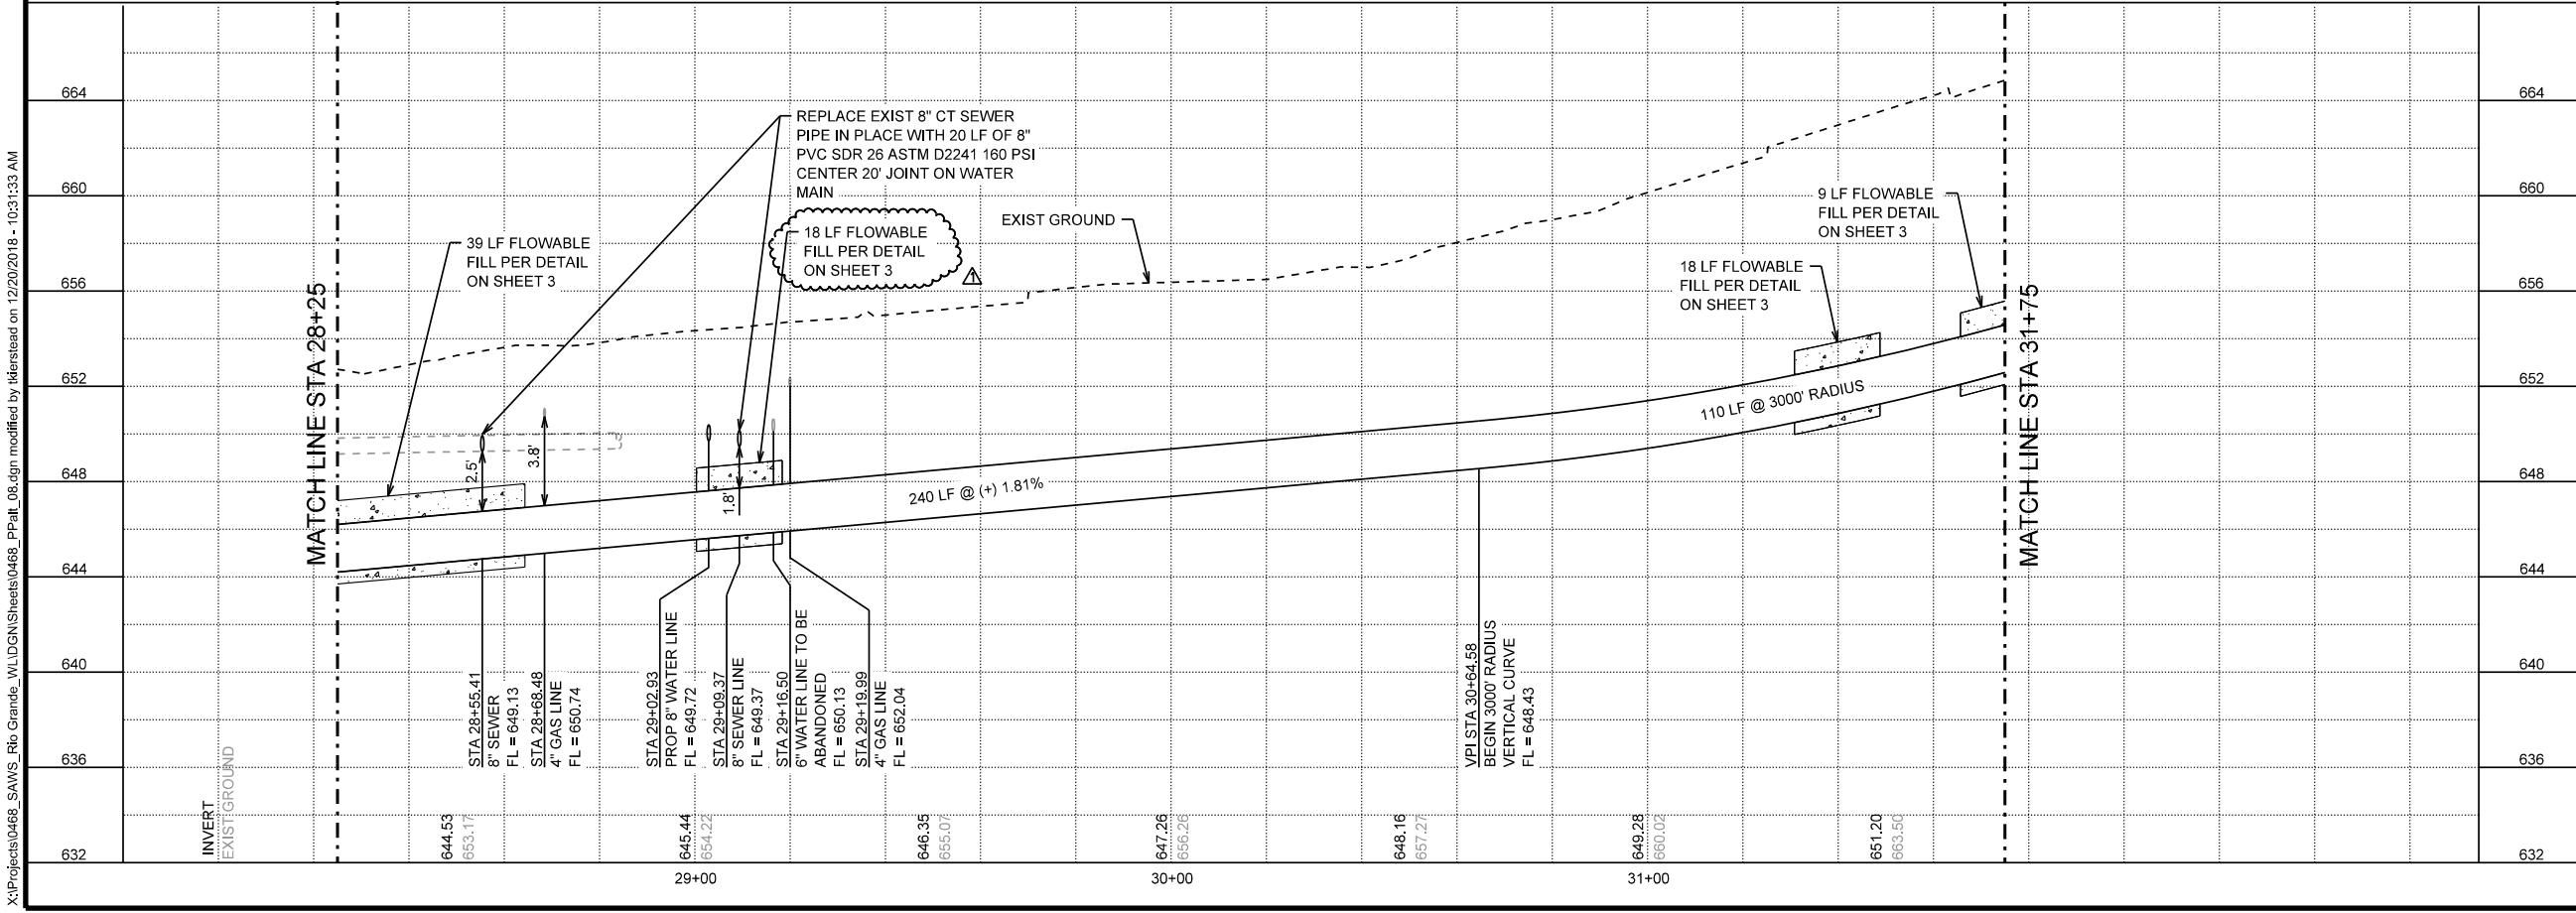 X:\Projects\0468_SAWS_Rio Grande_WL\DGN\Sheets\0468_PPalt_08.dgn modified by tkierstead on 12/20/2018 - 10:31:33 AM
664
660
656
652
648
644
640
636
632
664
660
656
652
648
644
640
636
632
MATCH LINE STA 28+25
MATCH LINE STA 31+75
REPLACE EXIST 8" CT SEWER
PIPE IN PLACE WITH 20 LF OF 8"
PVC SDR 26 ASTM D2241 160 PSI
CENTER 20' JOINT ON WATER
MAIN
39 LF FLOWABLE
FILL PER DETAIL
ON SHEET 3
18 LF FLOWABLE
FILL PER DETAIL
ON SHEET 3
1
EXIST GROUND
18 LF FLOWABLE
FILL PER DETAIL
ON SHEET 3
9 LF FLOWABLE
FILL PER DETAIL
ON SHEET 3
2.5'
3.8'
1.8'
240 LF @ (+) 1.81%
110 LF @ 3000' RADIUS
STA 28+55.41
8" SEWER
FL = 649.13
STA 28+68.48
4" GAS LINE
FL = 650.74
STA 29+02.93
PROP 8" WATER LINE
FL = 649.72
STA 29+09.37
8" SEWER LINE
FL = 649.37
STA 29+16.50
6" WATER LINE TO BE
ABANDONED
FL = 650.13
STA 29+19.99
4" GAS LINE
FL = 652.04
VPI STA 30+64.58
BEGIN 3000' RADIUS
VERTICAL CURVE
FL = 648.43
INVERT
EXIST GROUND
644.53
653.17
645.44
654.22
646.35
655.07
647.26
656.26
648.16
657.27
649.28
660.02
651.20
663.50
29+00
30+00
31+00